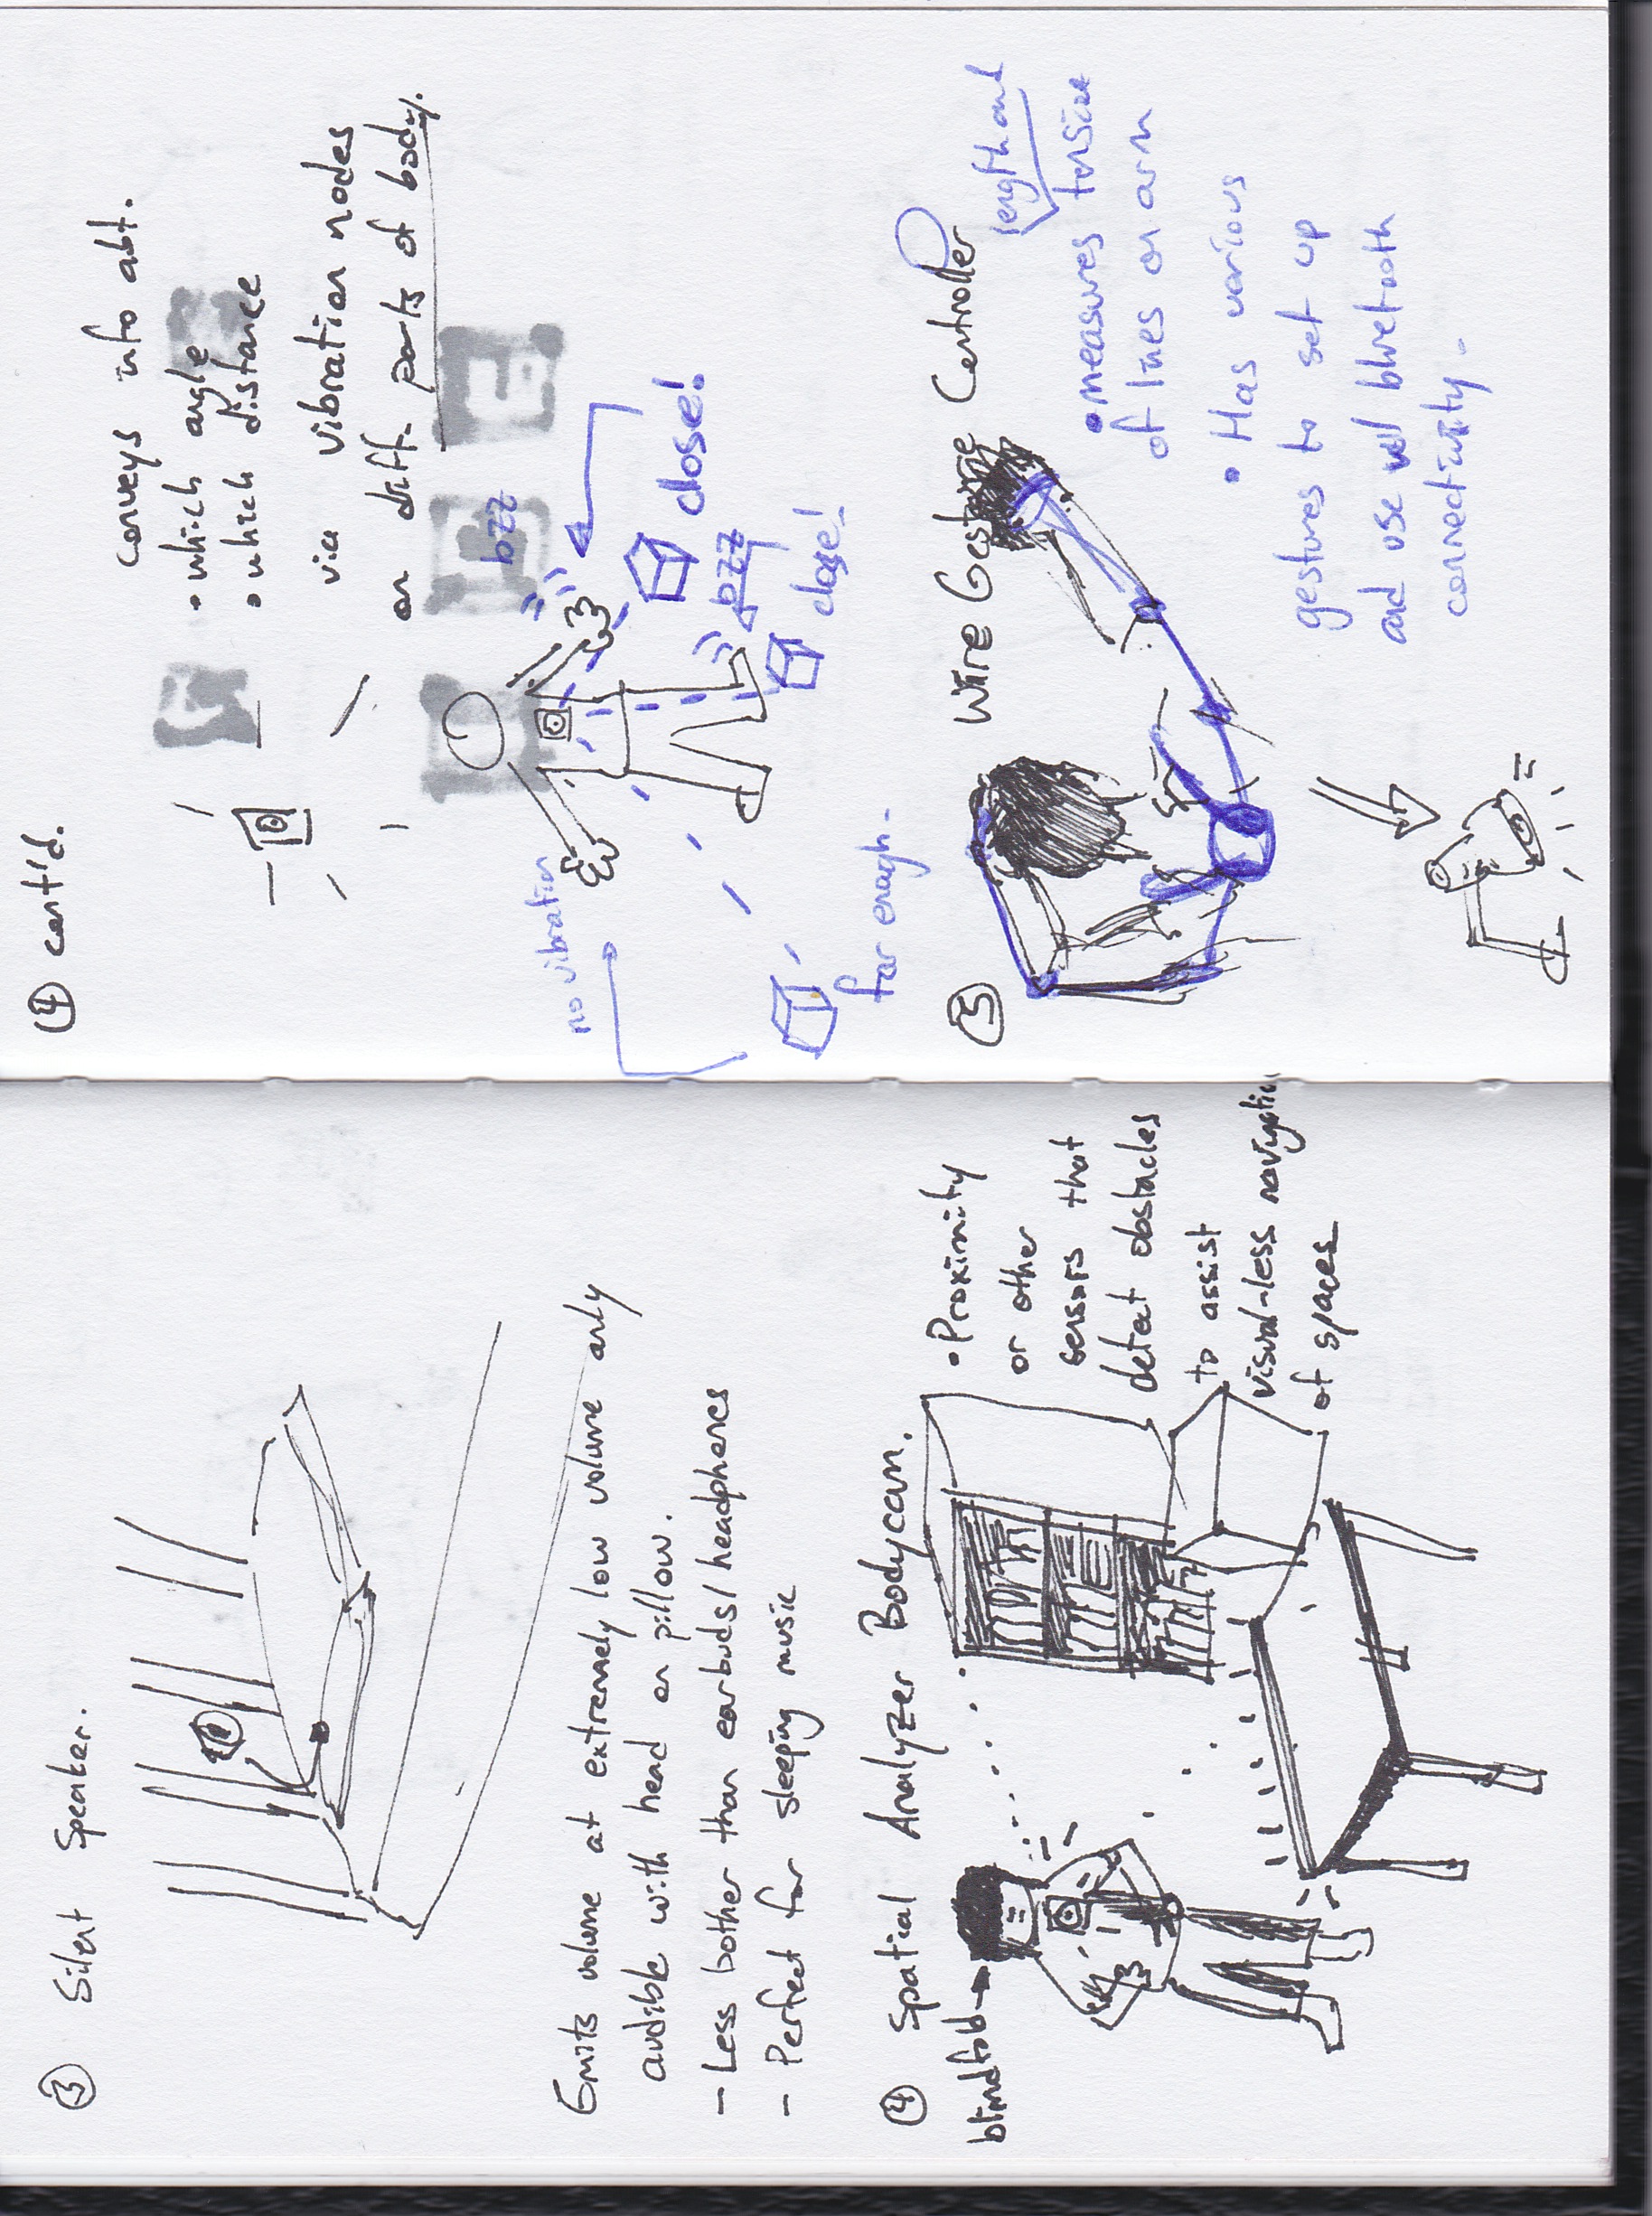 ③ Silent Speaker.
Emits volume at extremely low volume only
audible with head on pillow.
- Less bother than earbuds/headphones
- Perfect for sleeping music
④ Spatial Analyzer Bodycam.
blindfold
• Proximity
or other
sensors that
detect obstacles
to assist
visual-less navigation
of spaces
④ cont'd.
conveys info abt.
• which angle
• which distance
via vibration nodes
on diff. parts of body.
bzz
no vibration
close!
bzz
close!
far enough.
⑤ Wire Gesture Controller
length and
• measures tension
of lines on arm
• Has various
gestures to set up
and use w/ bluetooth
connectivity.